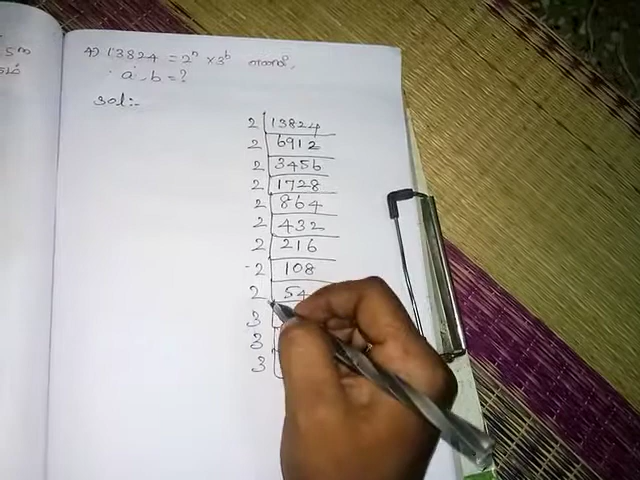 4) 13824 = 2ᵃ × 3ᵇ எனில்,
a, b = ?
Sol:-
2 | 13824
2 | 6912
2 | 3456
2 | 1728
2 | 864
2 | 432
2 | 216
2 | 108
2 | 54
3
3
3